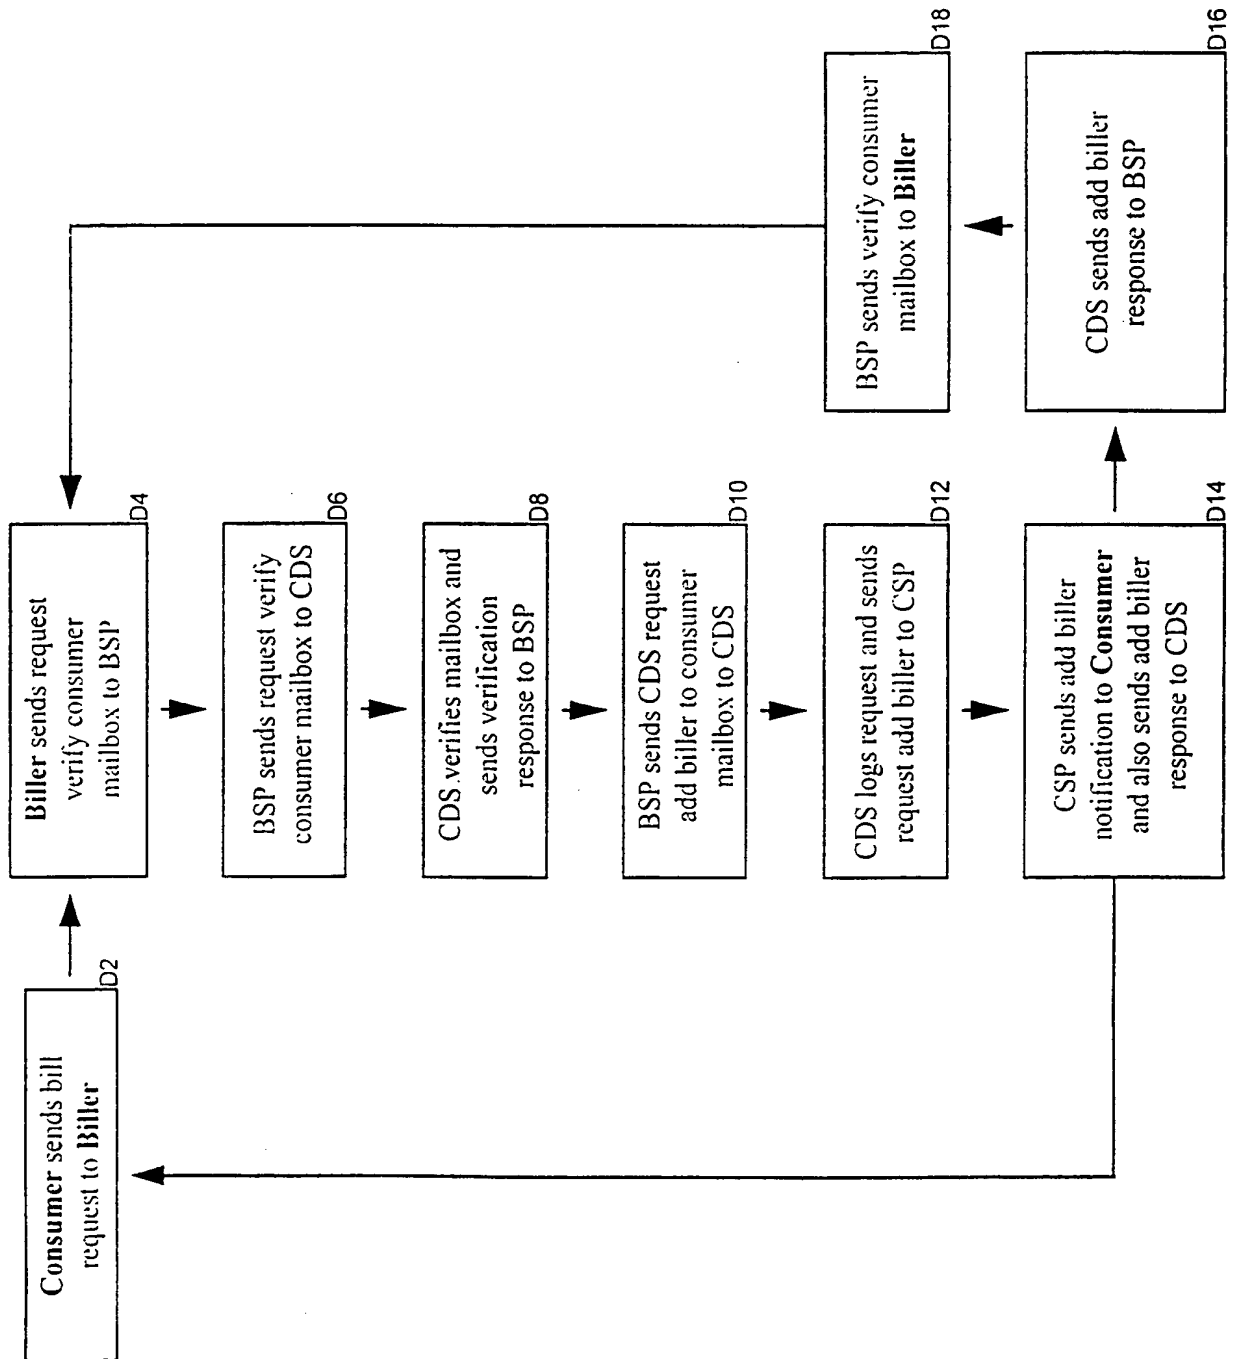 Consumer sends bill
request to Biller
D2
Biller sends request
verify consumer
mailbox to BSP
D4
BSP sends request verify
consumer mailbox to CDS
D6
CDS verifies mailbox and
sends verification
response to BSP
D8
BSP sends CDS request
add biller to consumer
mailbox to CDS
D10
CDS logs request and sends
request add biller to CSP
D12
CSP sends add biller
notification to Consumer
and also sends add biller
response to CDS
D14
CDS sends add biller
response to BSP
D16
BSP sends verify consumer
mailbox to Biller
D18